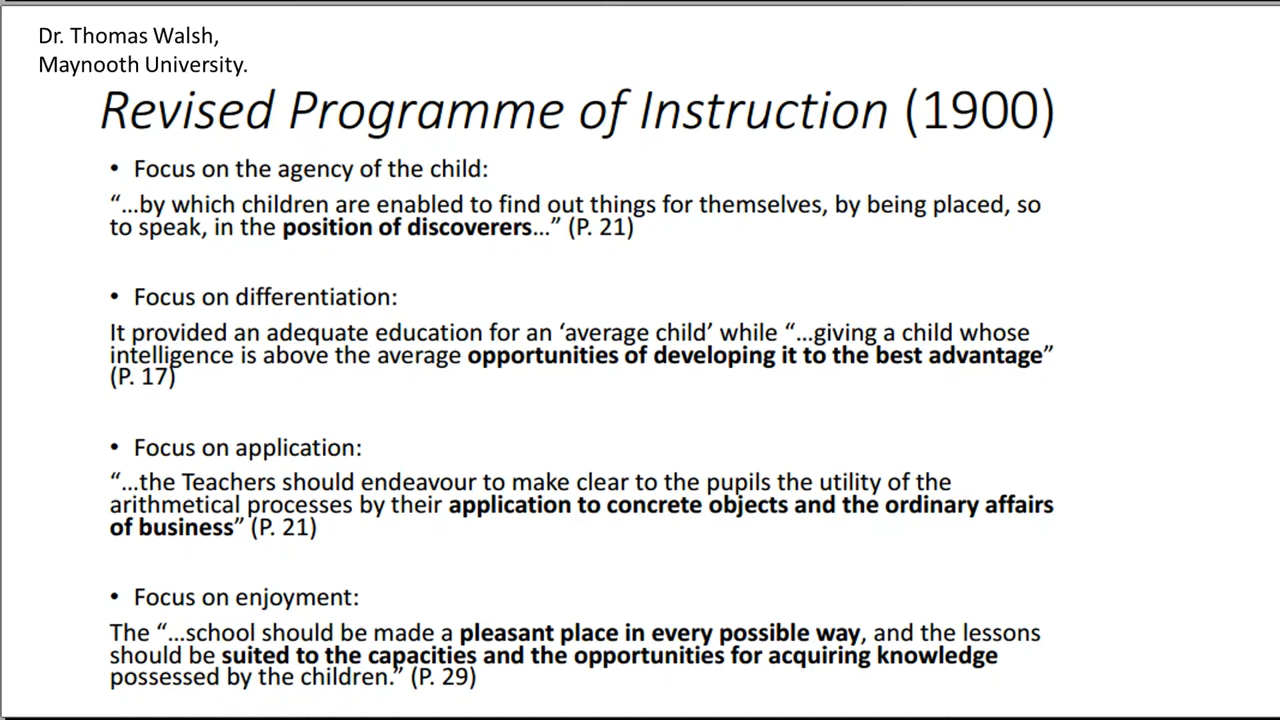 Dr. Thomas Walsh,
Maynooth University.
Revised Programme of Instruction (1900)
• Focus on the agency of the child:
“…by which children are enabled to find out things for themselves, by being placed, so
to speak, in the position of discoverers…” (P. 21)
• Focus on differentiation:
It provided an adequate education for an ‘average child’ while “…giving a child whose
intelligence is above the average opportunities of developing it to the best advantage”
(P. 17)
• Focus on application:
“…the Teachers should endeavour to make clear to the pupils the utility of the
arithmetical processes by their application to concrete objects and the ordinary affairs
of business” (P. 21)
• Focus on enjoyment:
The “…school should be made a pleasant place in every possible way, and the lessons
should be suited to the capacities and the opportunities for acquiring knowledge
possessed by the children.” (P. 29)